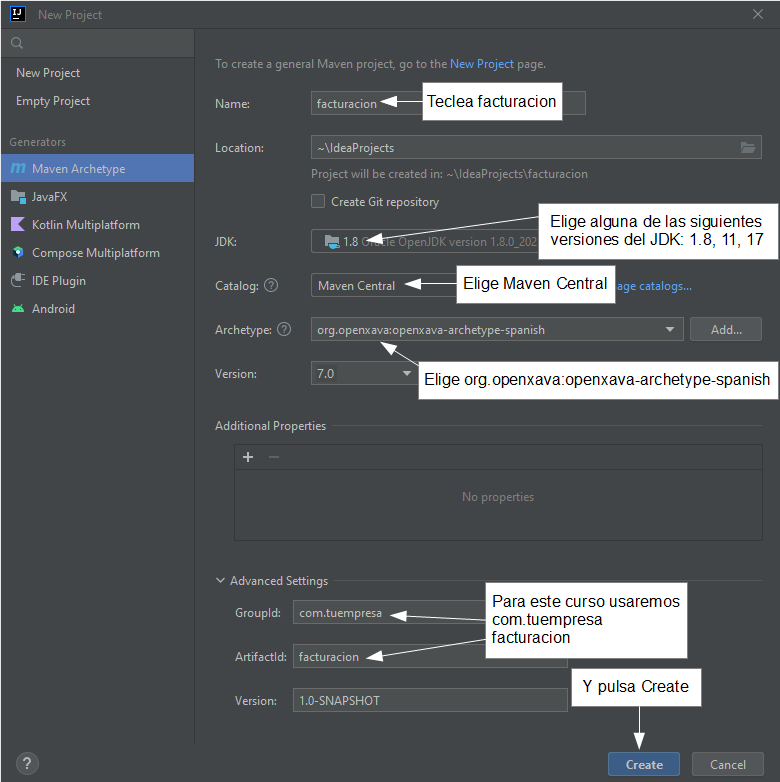 New Project
New Project
Empty Project
Generators
Maven Archetype
JavaFX
Kotlin Multiplatform
Compose Multiplatform
IDE Plugin
Android
To create a general Maven project, go to the New Project page.
Name:
facturacion
Teclea facturacion
Location:
~\IdeaProjects
Project will be created in: ~\IdeaProjects\facturacion
Create Git repository
Elige alguna de las siguientes
versiones del JDK: 1.8, 11, 17
JDK:
1.8 Oracle OpenJDK version 1.8.0_202
Catalog: ?
Maven Central
Elige Maven Central
age catalogs...
Archetype: ?
org.openxava:openxava-archetype-spanish
Add...
Version:
7.0
Elige org.openxava:openxava-archetype-spanish
Additional Properties
No properties
Advanced Settings
GroupId:
com.tuempresa
Para este curso usaremos
com.tuempresa
facturacion
ArtifactId:
facturacion
Version:
1.0-SNAPSHOT
Y pulsa Create
?
Create
Cancel